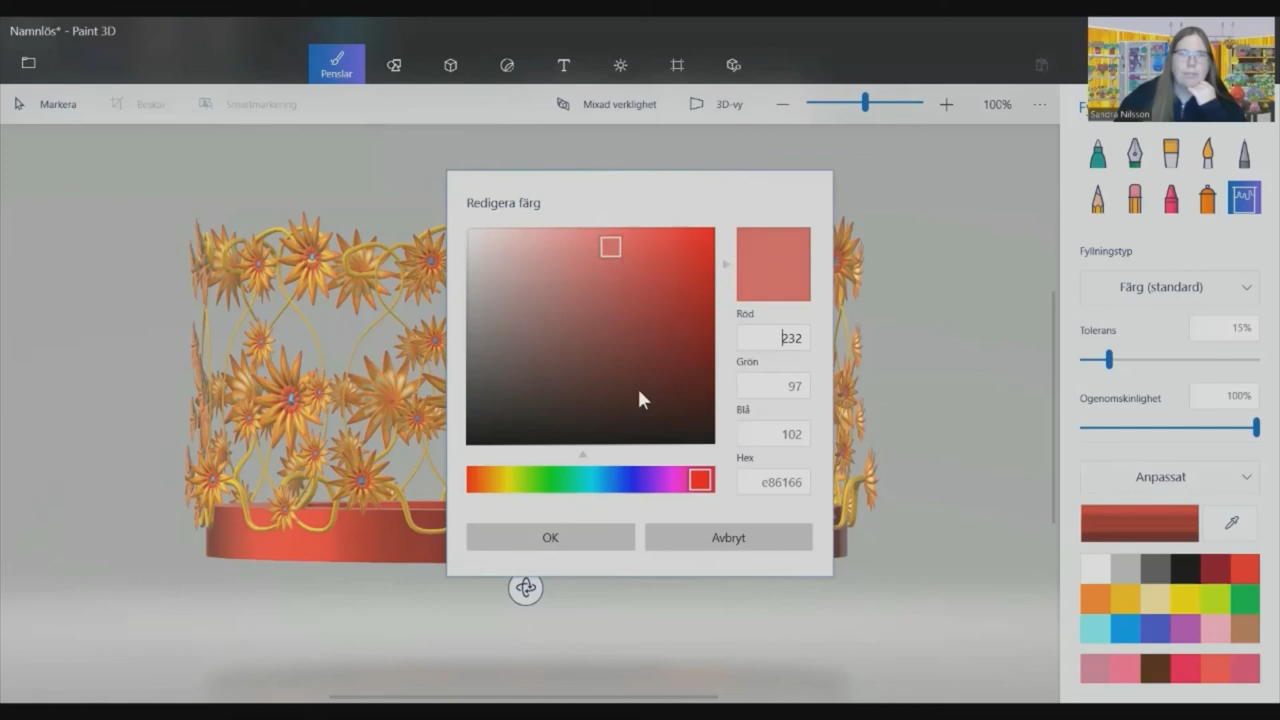 Namnlös* - Paint 3D
Penslar
Markera
Beskär
Smartmarkering
Mixad verklighet
3D-vy
100%
Sandra Nilsson
Redigera färg
Röd
232
Grön
97
Blå
102
Hex
e86166
OK
Avbryt
Fyllningstyp
Färg (standard)
Tolerans
15%
Ogenomskinlighet
100%
Anpassat